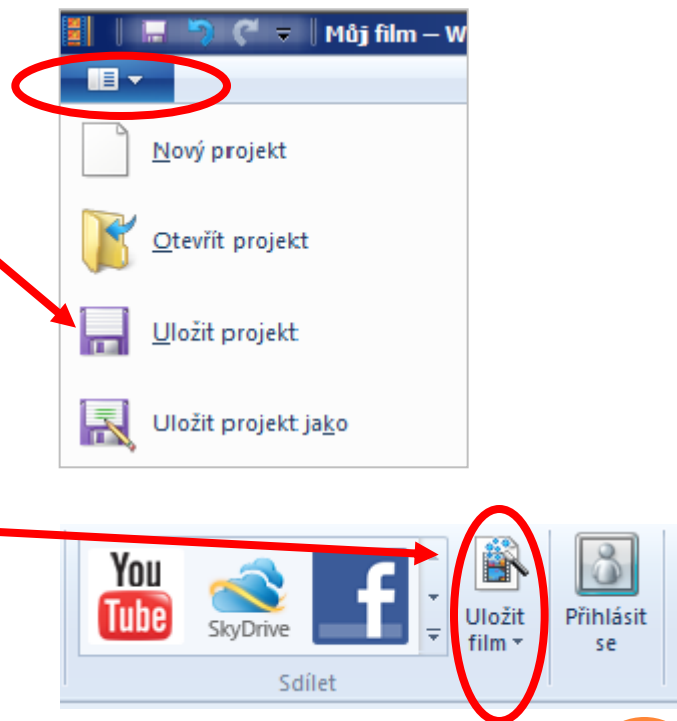 Můj film – W
Nový projekt
Otevřít projekt
Uložit projekt
Uložit projekt jako
You
Tube
SkyDrive
f
Uložit
film
Přihlásit
se
Sdílet